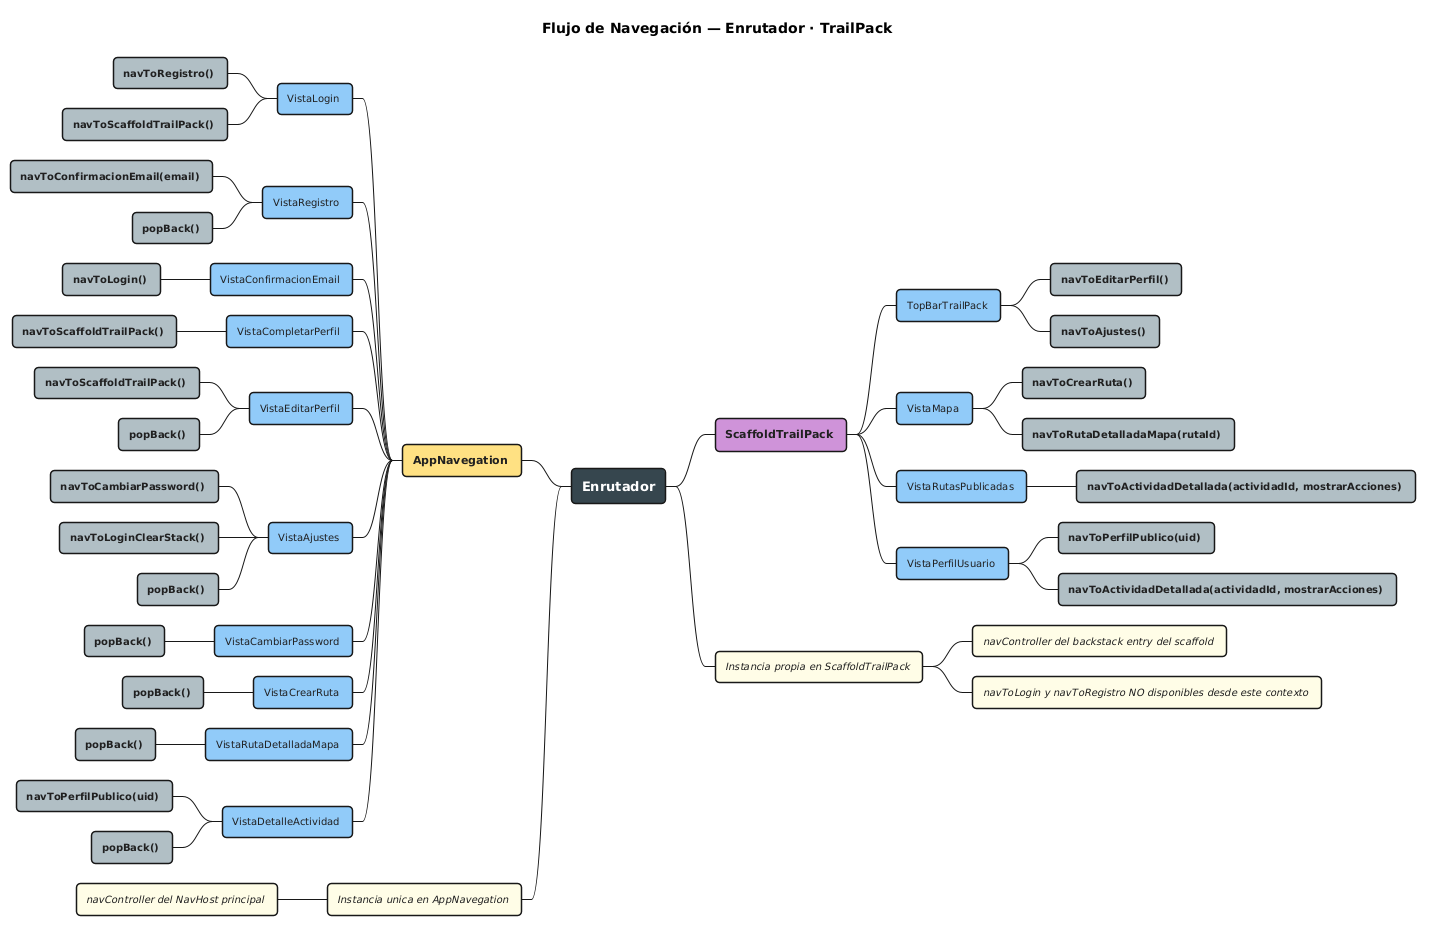 Flujo de Navegación — Enrutador · TrailPack
navToRegistro()
VistaLogin
navToScaffoldTrailPack()
navToConfirmacionEmail(email)
VistaRegistro
popBack()
navToLogin()
VistaConfirmacionEmail
navToScaffoldTrailPack()
VistaCompletarPerfil
navToScaffoldTrailPack()
VistaEditarPerfil
popBack()
AppNavegation
navToCambiarPassword()
navToLoginClearStack()
VistaAjustes
popBack()
popBack()
VistaCambiarPassword
popBack()
VistaCrearRuta
popBack()
VistaRutaDetalladaMapa
navToPerfilPublico(uid)
VistaDetalleActividad
popBack()
navController del NavHost principal
Instancia unica en AppNavegation
Enrutador
ScaffoldTrailPack
TopBarTrailPack
navToEditarPerfil()
navToAjustes()
VistaMapa
navToCrearRuta()
navToRutaDetalladaMapa(rutaId)
VistaRutasPublicadas
navToActividadDetallada(actividadId, mostrarAcciones)
VistaPerfilUsuario
navToPerfilPublico(uid)
navToActividadDetallada(actividadId, mostrarAcciones)
Instancia propia en ScaffoldTrailPack
navController del backstack entry del scaffold
navToLogin y navToRegistro NO disponibles desde este contexto